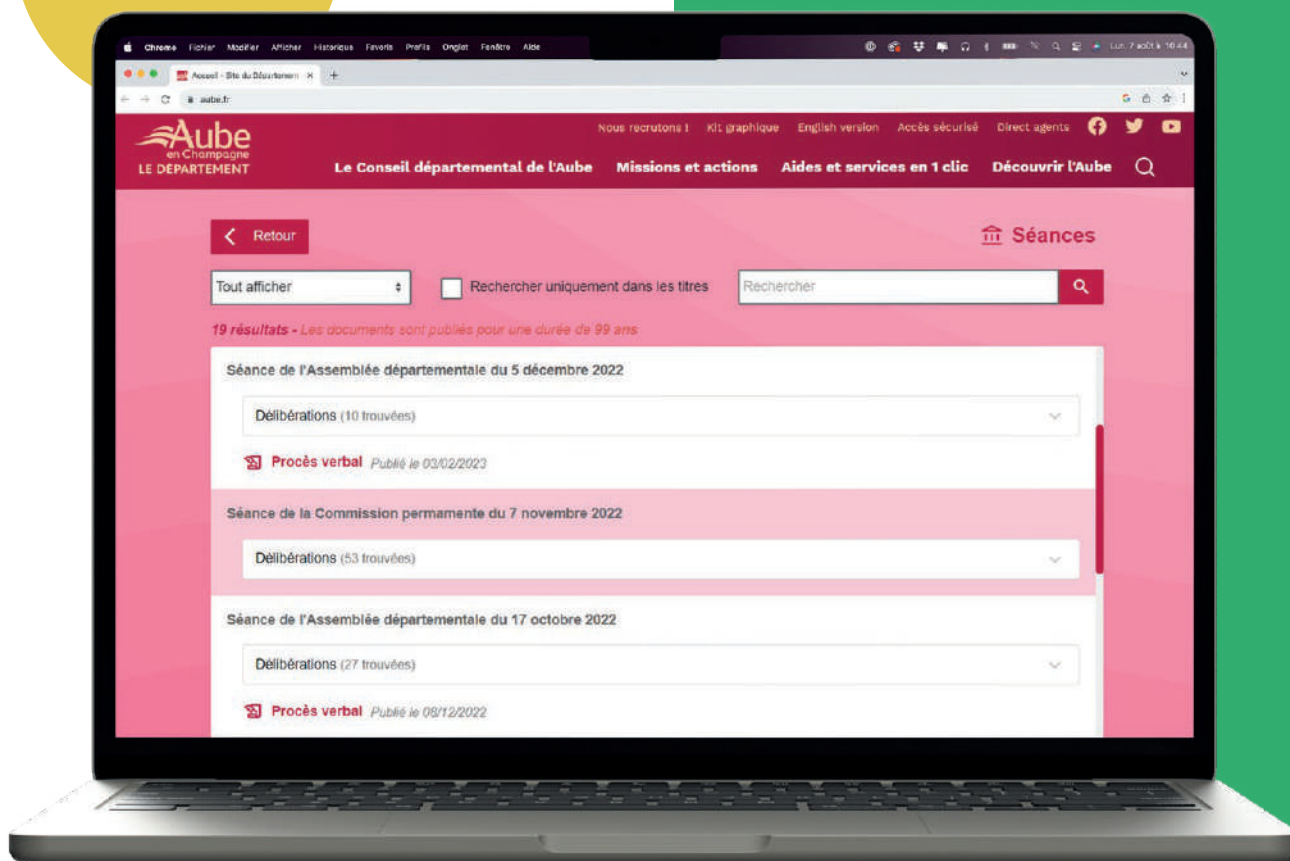 Chrome Fichier Modifier Afficher Historique Favoris Profils Onglet Fenêtre Aide
Lun. 7 août à 10:44
Accueil - Site du Département
aube.fr
Aube
en Champagne
LE DÉPARTEMENT
Nous recrutons ! Kit graphique English version Accès sécurisé Direct agents
Le Conseil départemental de l'Aube Missions et actions Aides et services en 1 clic Découvrir l'Aube
Retour
Séances
Tout afficher
Rechercher uniquement dans les titres
Rechercher
19 résultats - Les documents sont publiés pour une durée de 99 ans
Séance de l'Assemblée départementale du 5 décembre 2022
Délibérations (10 trouvées)
Procès verbal Publié le 03/02/2023
Séance de la Commission permamente du 7 novembre 2022
Délibérations (53 trouvées)
Séance de l'Assemblée départementale du 17 octobre 2022
Délibérations (27 trouvées)
Procès verbal Publié le 08/12/2022